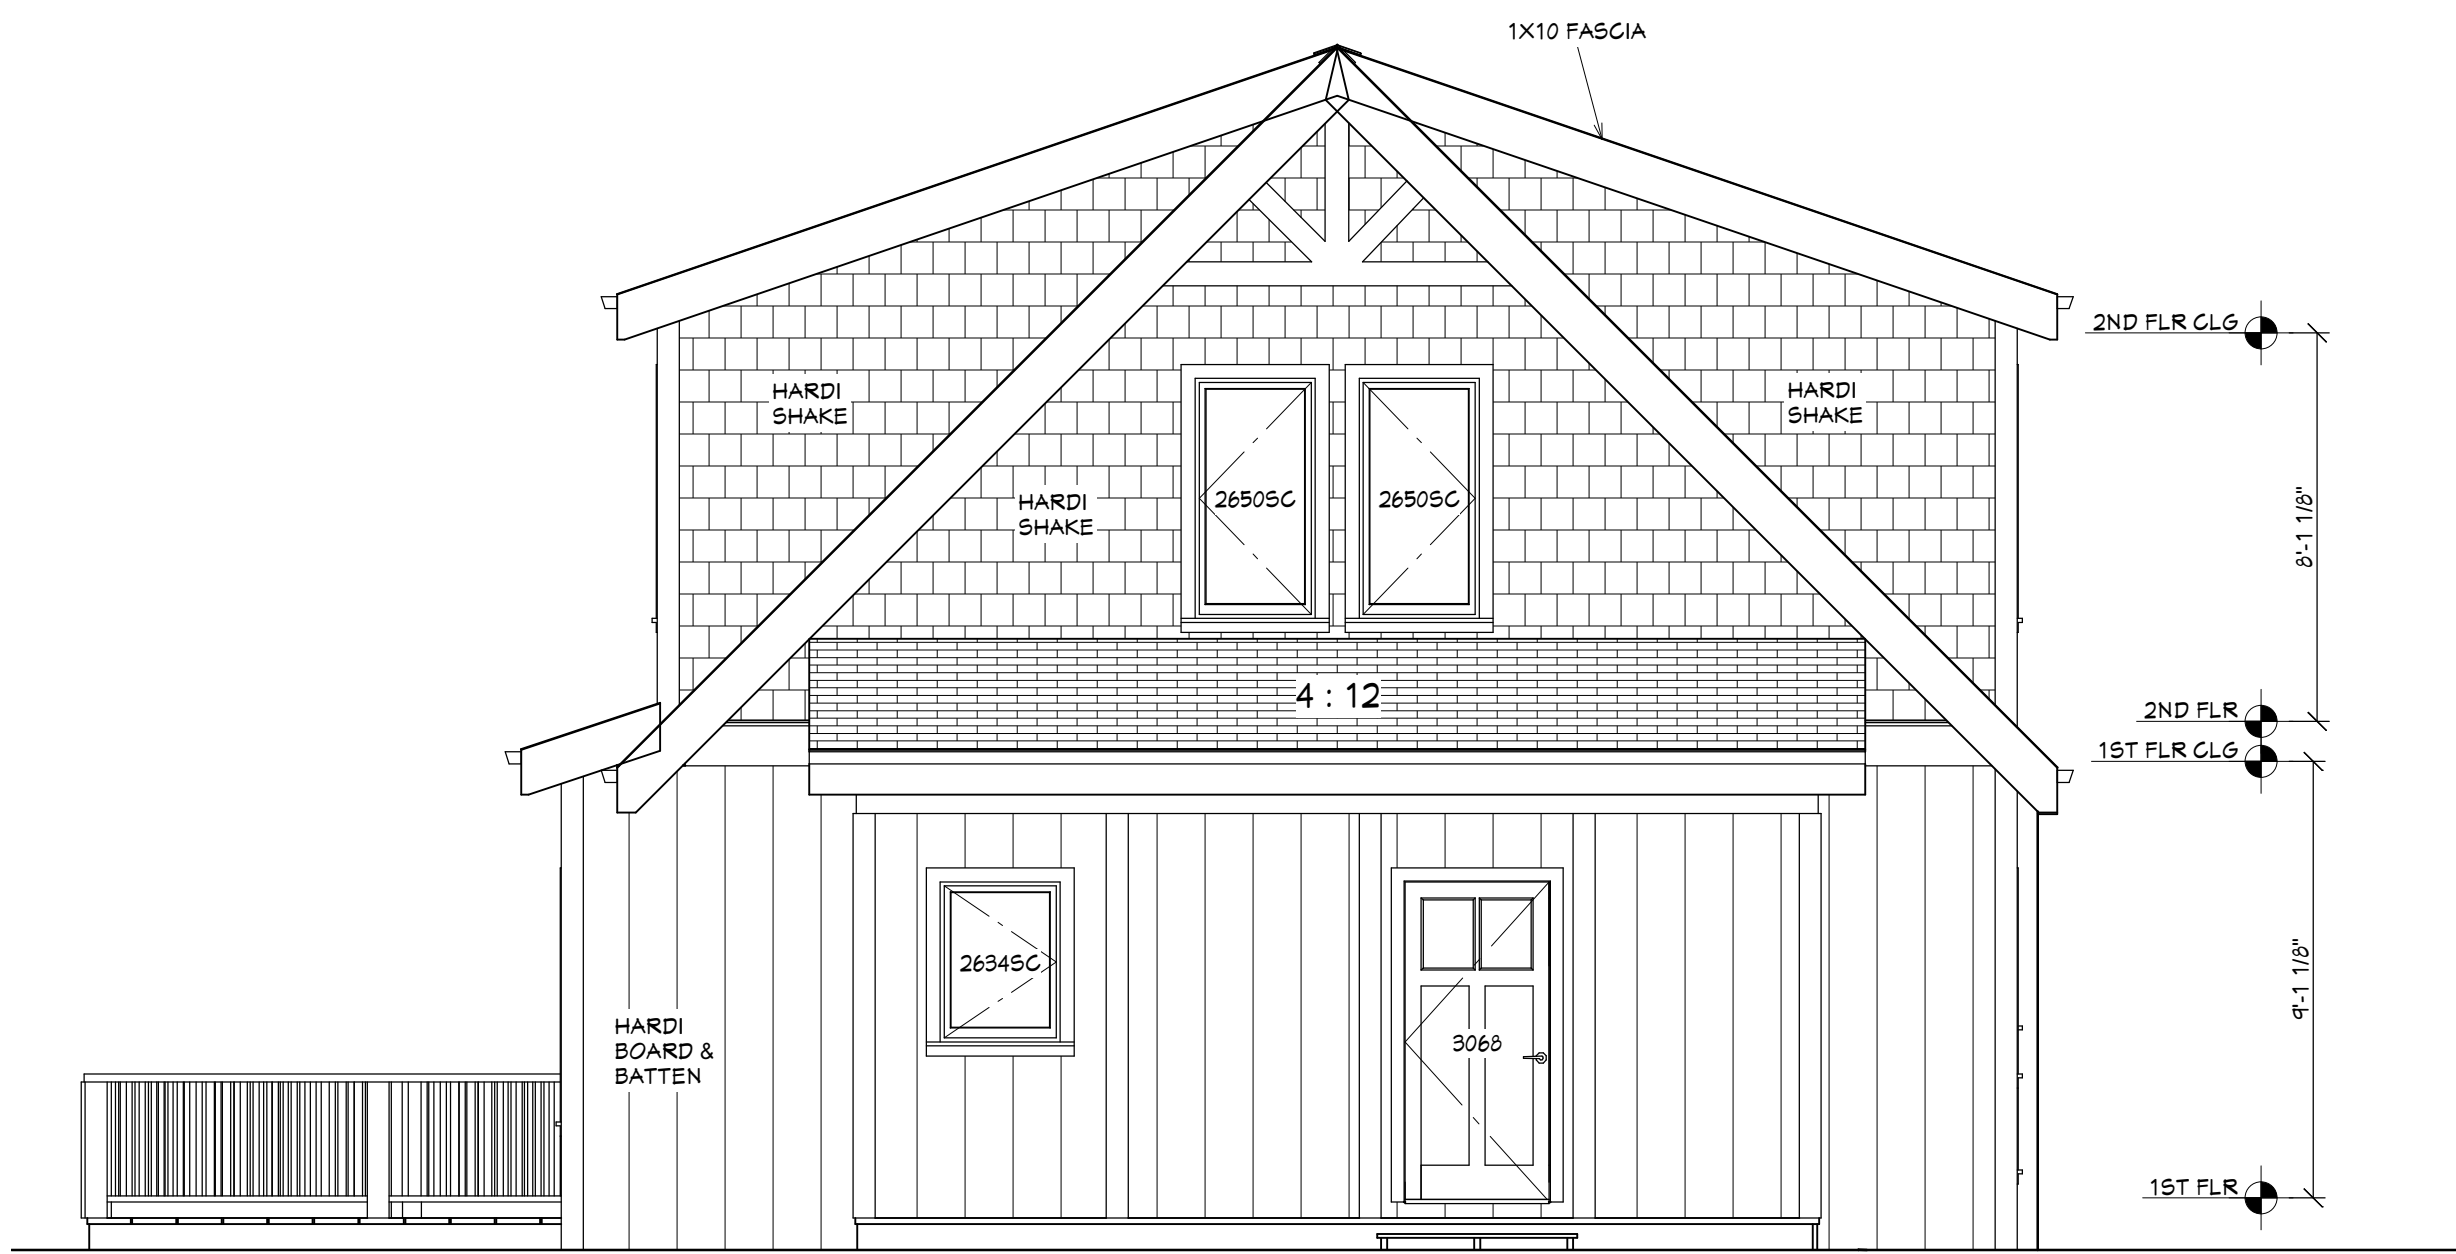 1X10 FASCIA
2ND FLR CLG
HARDI
SHAKE
HARDI
SHAKE
HARDI
SHAKE
2650SC
2650SC
8'-1 1/8"
4 : 12
2ND FLR
1ST FLR CLG
2634SC
9'-1 1/8"
HARDI
BOARD &
BATTEN
3068
1ST FLR